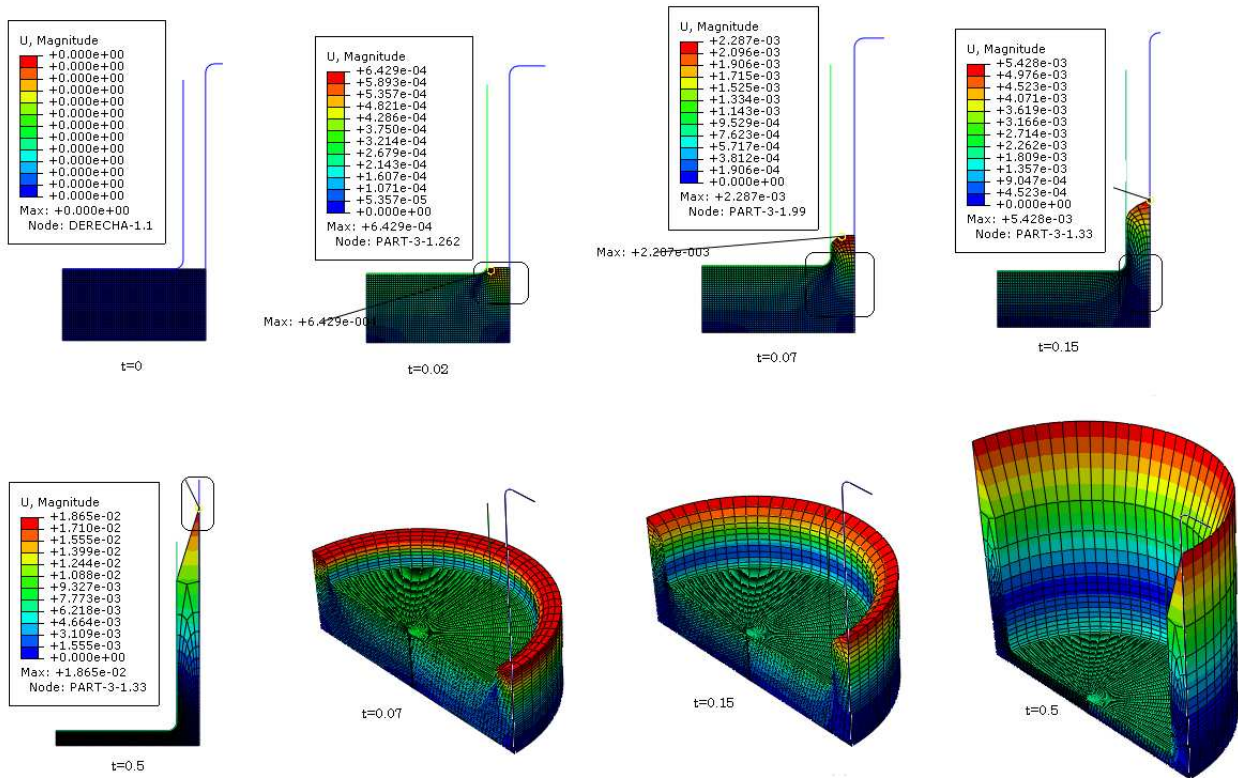 U, Magnitude
+0.000e+00
+0.000e+00
+0.000e+00
+0.000e+00
+0.000e+00
+0.000e+00
+0.000e+00
+0.000e+00
+0.000e+00
+0.000e+00
+0.000e+00
+0.000e+00
+0.000e+00
Max: +0.000e+00
Node: DERECHA-1.1
t=0
U, Magnitude
+6.429e-04
+5.893e-04
+5.357e-04
+4.821e-04
+4.286e-04
+3.750e-04
+3.214e-04
+2.679e-04
+2.143e-04
+1.607e-04
+1.071e-04
+5.357e-05
+0.000e+00
Max: +6.429e-04
Node: PART-3-1.262
Max: +6.429e-004
t=0.02
U, Magnitude
+2.287e-03
+2.096e-03
+1.906e-03
+1.715e-03
+1.525e-03
+1.334e-03
+1.143e-03
+9.529e-04
+7.623e-04
+5.717e-04
+3.812e-04
+1.906e-04
+0.000e+00
Max: +2.287e-03
Node: PART-3-1.99
Max: +2.287e-003
t=0.07
U, Magnitude
+5.428e-03
+4.976e-03
+4.523e-03
+4.071e-03
+3.619e-03
+3.166e-03
+2.714e-03
+2.262e-03
+1.809e-03
+1.357e-03
+9.047e-04
+4.523e-04
+0.000e+00
Max: +5.428e-03
Node: PART-3-1.33
t=0.15
U, Magnitude
+1.865e-02
+1.710e-02
+1.555e-02
+1.399e-02
+1.244e-02
+1.088e-02
+9.327e-03
+7.773e-03
+6.218e-03
+4.664e-03
+3.109e-03
+1.555e-03
+0.000e+00
Max: +1.865e-02
Node: PART-3-1.33
t=0.5
t=0.07
t=0.15
t=0.5